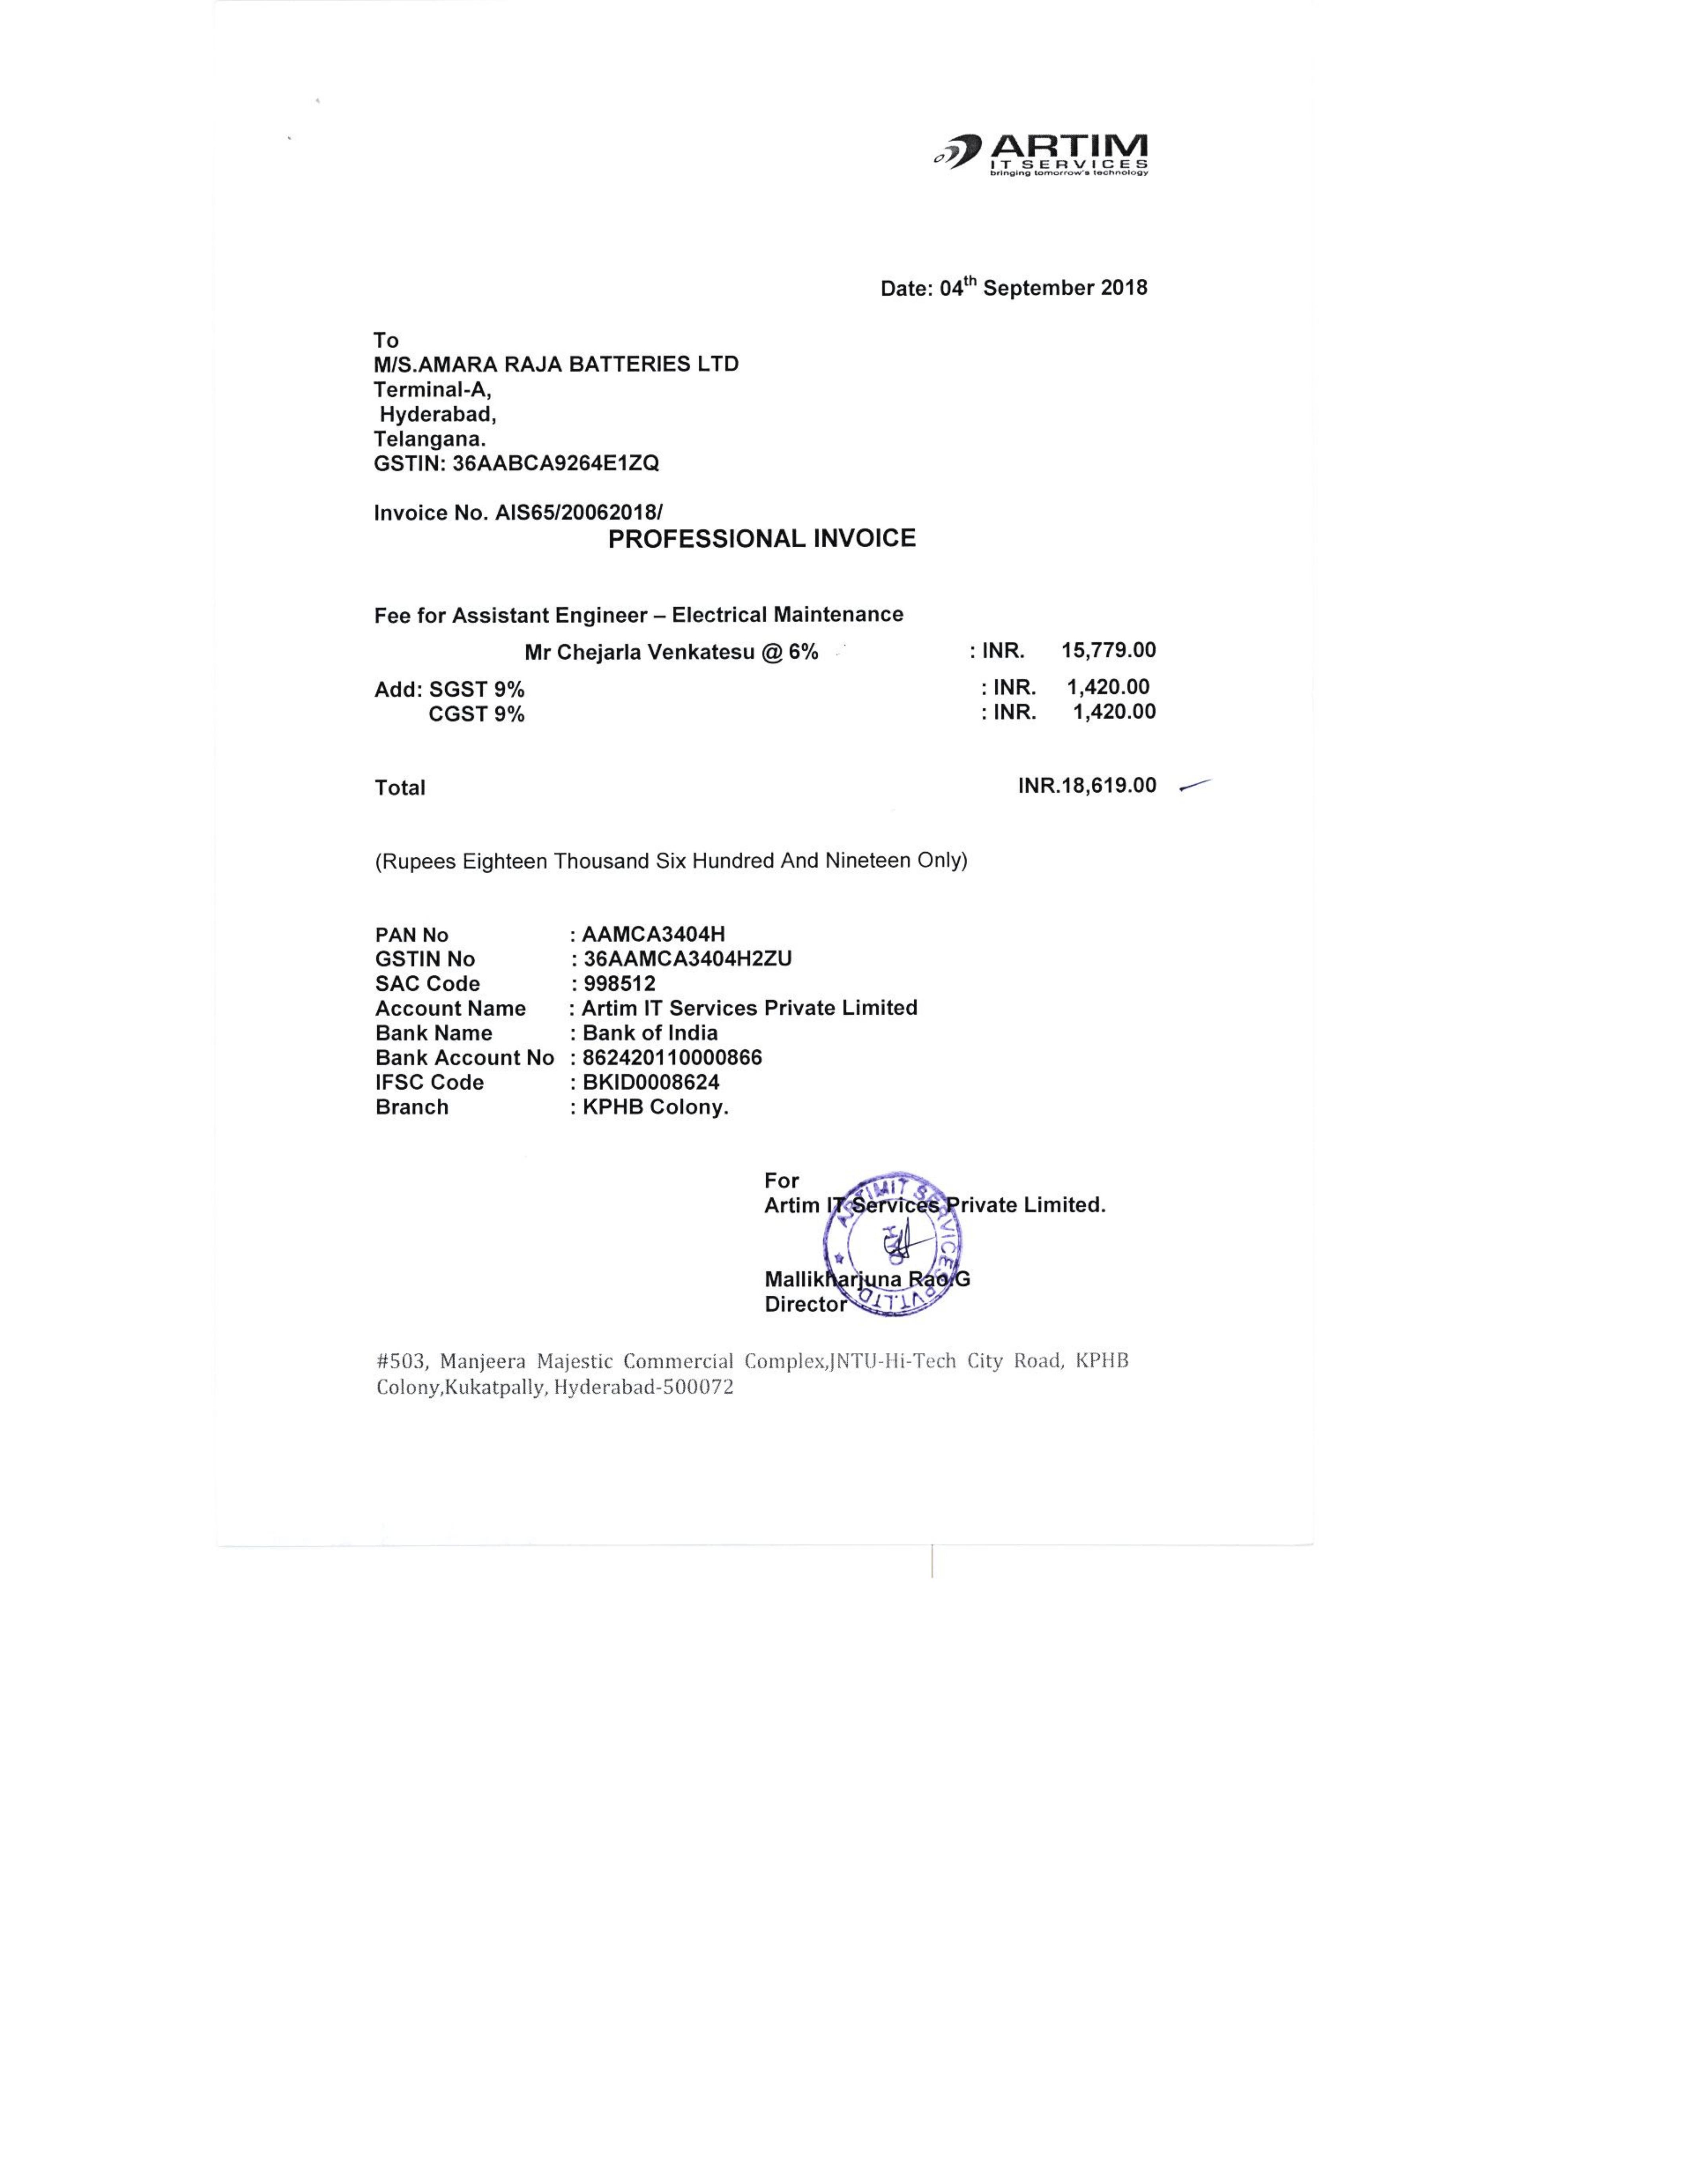 ARTIM
IT SERVICES
bringing tomorrow's technology
Date: 04th September 2018
To
M/S.AMARA RAJA BATTERIES LTD
Terminal-A,
Hyderabad,
Telangana.
GSTIN: 36AABCA9264E1ZQ
Invoice No. AIS65/20062018/
PROFESSIONAL INVOICE
Fee for Assistant Engineer – Electrical Maintenance
Mr Chejarla Venkatesu @ 6% : INR. 15,779.00
Add: SGST 9% : INR. 1,420.00
CGST 9% : INR. 1,420.00
Total INR.18,619.00
(Rupees Eighteen Thousand Six Hundred And Nineteen Only)
PAN No : AAMCA3404H
GSTIN No : 36AAMCA3404H2ZU
SAC Code : 998512
Account Name : Artim IT Services Private Limited
Bank Name : Bank of India
Bank Account No : 862420110000866
IFSC Code : BKID0008624
Branch : KPHB Colony.
For
Artim IT Services Private Limited.
ARTIM IT SERVICES PVT.LTD
HYD
Mallikharjuna Rao.G
Director
#503, Manjeera Majestic Commercial Complex,JNTU-Hi-Tech City Road, KPHB
Colony,Kukatpally, Hyderabad-500072